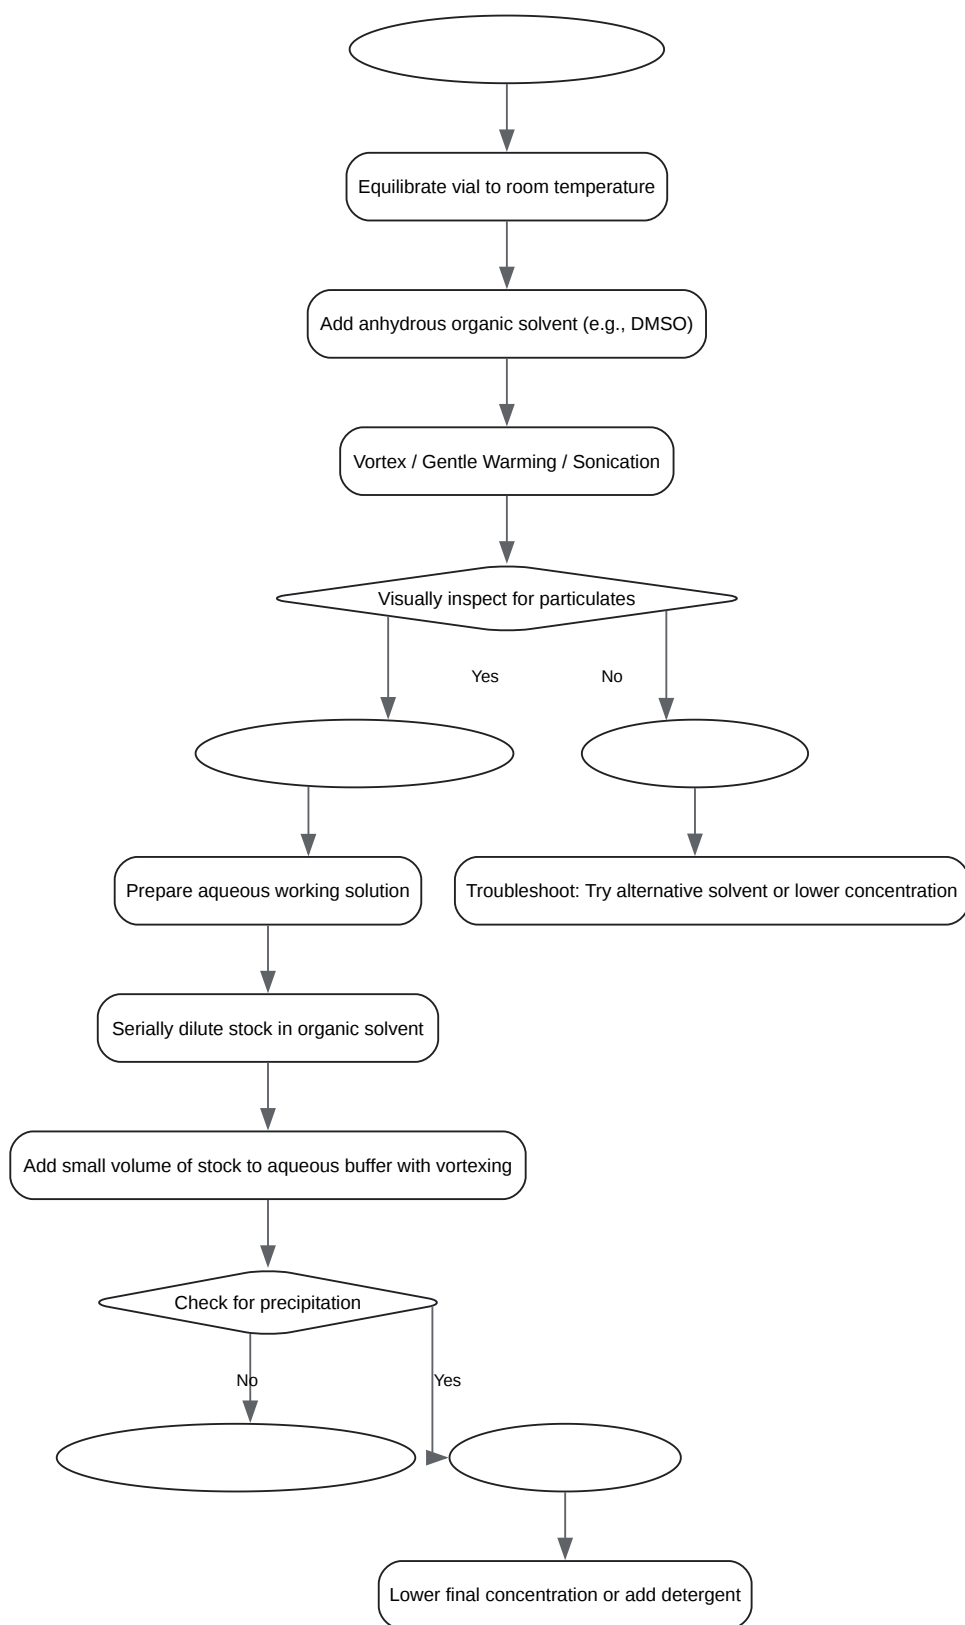 Equilibrate vial to room temperature
Add anhydrous organic solvent (e.g., DMSO)
Vortex / Gentle Warming / Sonication
Visually inspect for particulates
Yes
No
Prepare aqueous working solution
Troubleshoot: Try alternative solvent or lower concentration
Serially dilute stock in organic solvent
Add small volume of stock to aqueous buffer with vortexing
Check for precipitation
No
Yes
Lower final concentration or add detergent